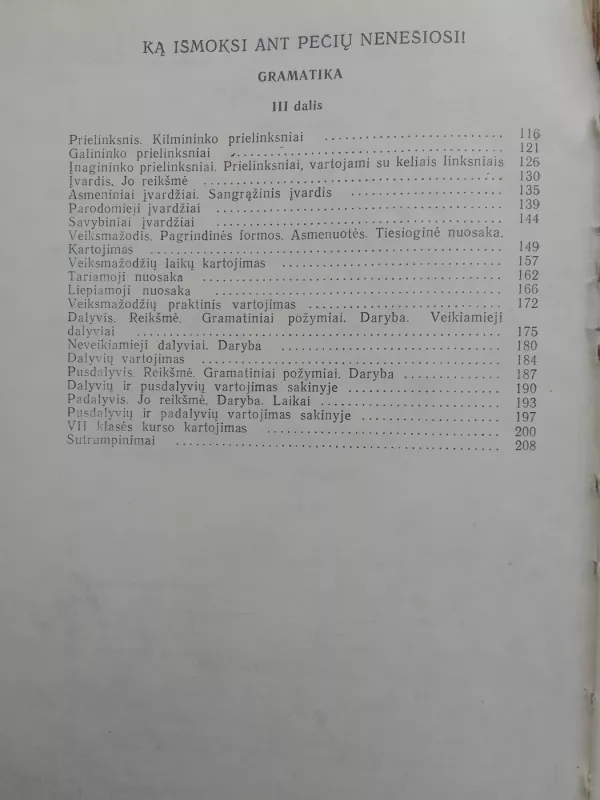 KĄ IŠMOKSI ANT PEČIŲ NENEŠIOSI!
GRAMATIKA
III dalis
Prielinksnis. Kilmininko prielinksniai 116
Galininko prielinksniai 121
Įnagininko prielinksniai. Prielinksniai, vartojami su keliais linksniais 126
Įvardis. Jo reikšmė 130
Asmeniniai įvardžiai. Sangrąžinis įvardis 135
Parodomieji įvardžiai 139
Savybiniai įvardžiai 144
Veiksmažodis. Pagrindinės formos. Asmenuotės. Tiesioginė nuosaka.
Kartojimas 149
Veiksmažodžių laikų kartojimas 157
Tariamoji nuosaka 162
Liepiamoji nuosaka 166
Veiksmažodžių praktinis vartojimas 172
Dalyvis. Reikšmė. Gramatiniai požymiai. Daryba. Veikiamieji
dalyviai 175
Neveikiamieji dalyviai. Daryba 180
Dalyvių vartojimas 184
Pusdalyvis. Reikšmė. Gramatiniai požymiai. Daryba 187
Dalyvių ir pusdalyvių vartojimas sakinyje 190
Padalyvis. Jo reikšmė. Daryba. Laikai 193
Pusdalyvių ir padalyvių vartojimas sakinyje 197
VII klasės kurso kartojimas 200
Sutrumpinimai 208